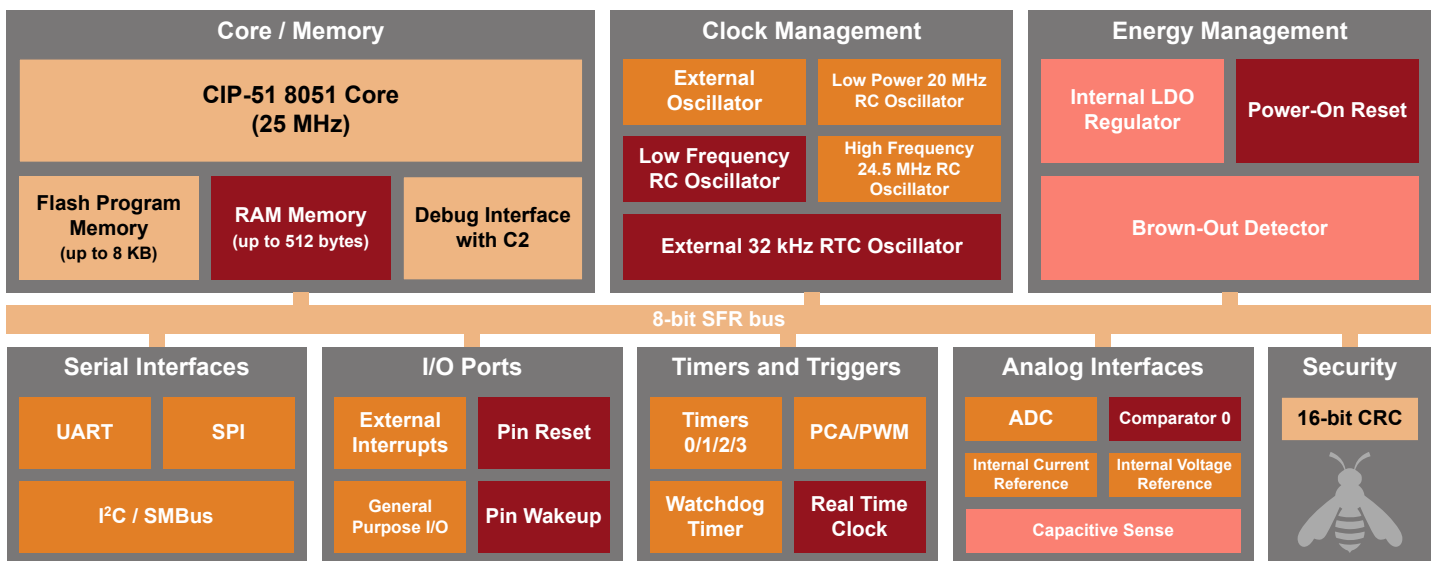 Core / Memory
CIP-51 8051 Core
(25 MHz)
Flash Program
Memory
(up to 8 KB)
RAM Memory
(up to 512 bytes)
Debug Interface
with C2
Clock Management
External
Oscillator
Low Power 20 MHz
RC Oscillator
Low Frequency
RC Oscillator
High Frequency
24.5 MHz RC
Oscillator
External 32 kHz RTC Oscillator
Energy Management
Internal LDO
Regulator
Power-On Reset
Brown-Out Detector
8-bit SFR bus
Serial Interfaces
UART
SPI
I²C / SMBus
I/O Ports
External
Interrupts
Pin Reset
General
Purpose I/O
Pin Wakeup
Timers and Triggers
Timers
0/1/2/3
PCA/PWM
Watchdog
Timer
Real Time
Clock
Analog Interfaces
ADC
Comparator 0
Internal Current
Reference
Internal Voltage
Reference
Capacitive Sense
Security
16-bit CRC